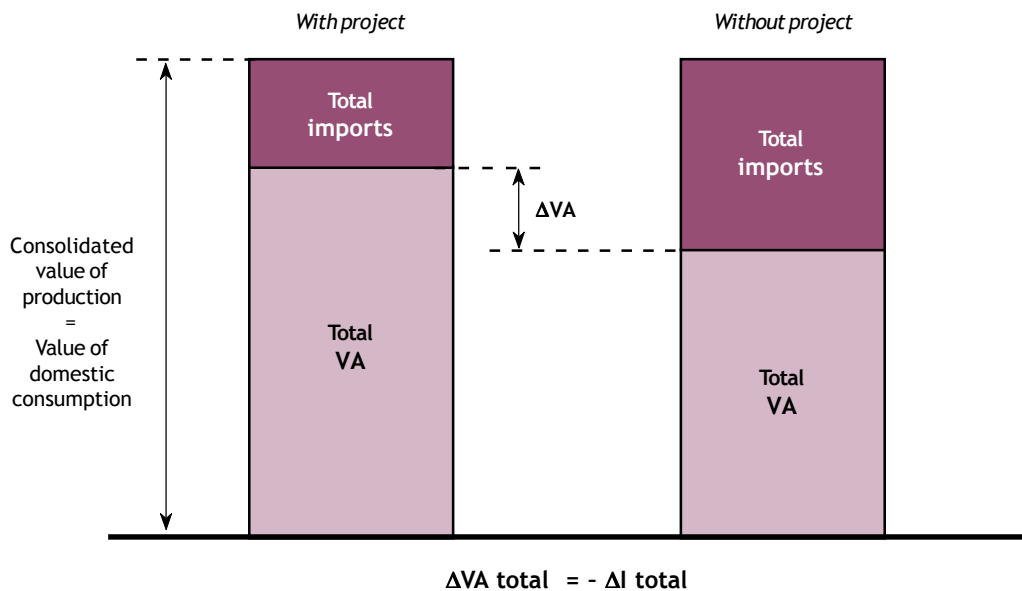 With project
Without project
Total
imports
Total
imports
ΔVA
Consolidated
value of
production
=
Value of
domestic
consumption
Total
VA
Total
VA
ΔVA total = - ΔI total